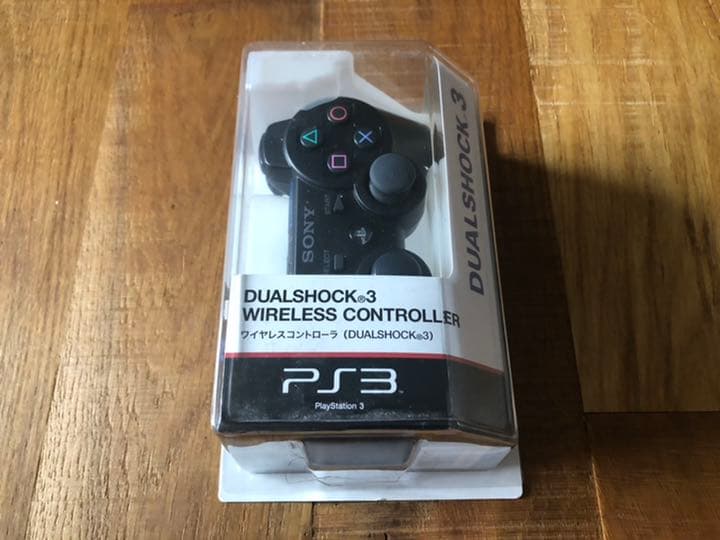 START
SONY
SELECT
DUALSHOCK®3
WIRELESS CONTROLLER
ワイヤレスコントローラ (DUALSHOCK®3)
PS3
PlayStation 3
DUALSHOCK 3